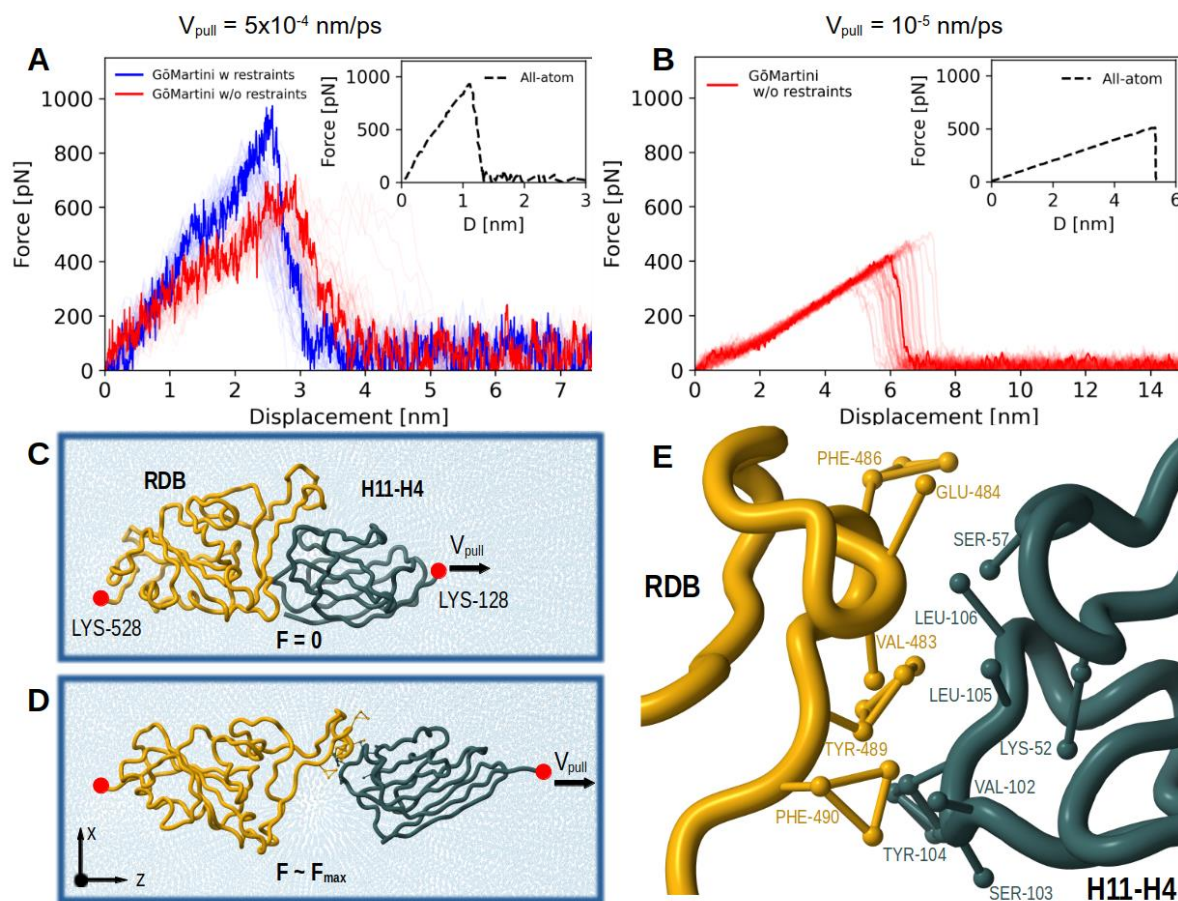 V_pull = 5x10⁻⁴ nm/ps
V_pull = 10⁻⁵ nm/ps
A
GōMartini w restraints
GōMartini w/o restraints
Force [pN]
0
200
400
600
800
1000
0 1 2 3 4 5 6 7
Displacement [nm]
All-atom
Force [pN]
1000
500
0
0 1 2 3
D [nm]
B
GōMartini
w/o restraints
Force [pN]
1000
800
600
400
200
0
0 2 4 6 8 10 12 14
Displacement [nm]
All-atom
Force [pN]
1000
500
0
0 2 4 6
D [nm]
C
RDB
H11-H4
V_pull
LYS-528
LYS-128
F = 0
D
V_pull
X
Z
F ~ F_max
E
PHE-486
GLU-484
SER-57
RDB
LEU-106
VAL-483
LEU-105
LYS-52
TYR-489
VAL-102
PHE-490
TYR-104
SER-103
H11-H4